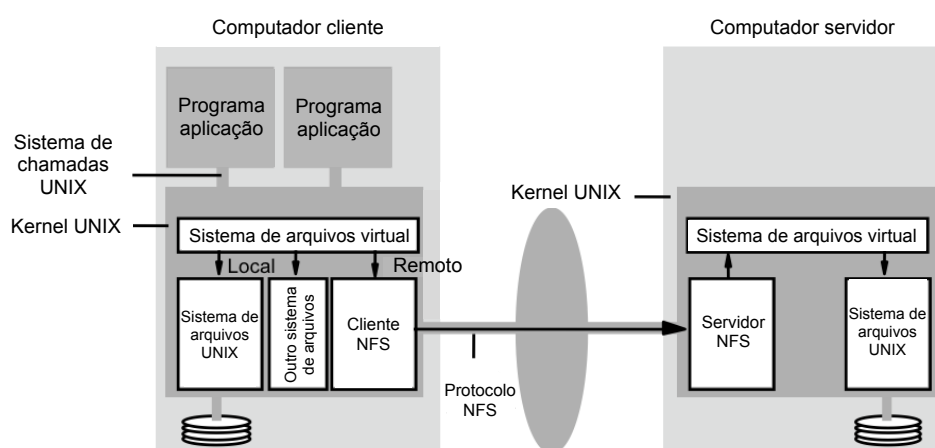 Computador cliente
Computador servidor
Programa
aplicação
Programa
aplicação
Sistema de
chamadas
UNIX
Kernel UNIX
Kernel UNIX
Sistema de arquivos virtual
Sistema de arquivos virtual
Local
Remoto
Sistema de
arquivos
UNIX
Outro sistema
de arquivos
Cliente
NFS
Protocolo
NFS
Servidor
NFS
Sistema de
arquivos
UNIX